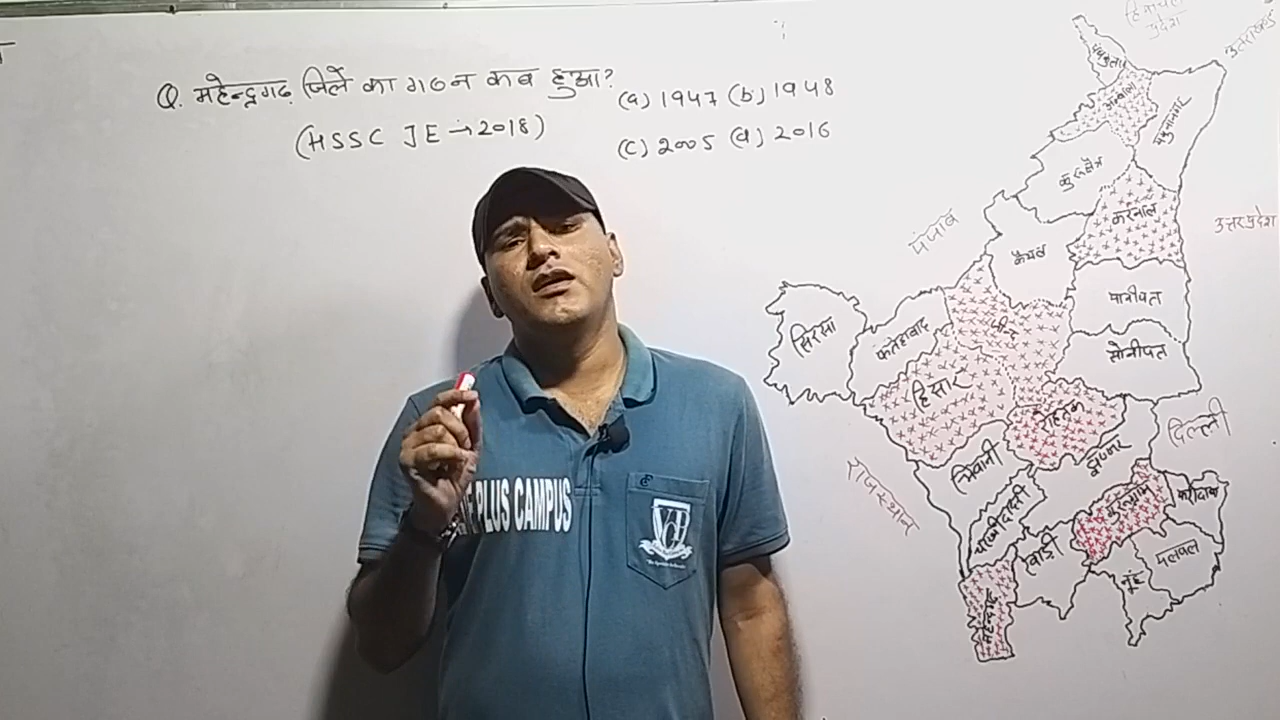 Q. महेन्द्रगढ़ जिले का गठन कब हुआ?
(a) 1947 (b) 1948
(HSSC JE → 2018)
(c) 2005 (d) 2016
हिमाचल
प्रदेश
उत्तराखंड
पंचकुला
अम्बाला
यमुनानगर
कुरुक्षेत्र
करनाल
उत्तरप्रदेश
पंजाब
कैथल
पानीपत
सिरसा
फतेहाबाद
जीन्द
सोनीपत
हिसार
रोहतक
दिल्ली
झज्जर
भिवानी
राजस्थान
गुरुग्राम
फरीदाबाद
चरखी दादरी
रेवाड़ी
नूंह
पलवल
महेन्द्रगढ़
PLUS CAMPUS